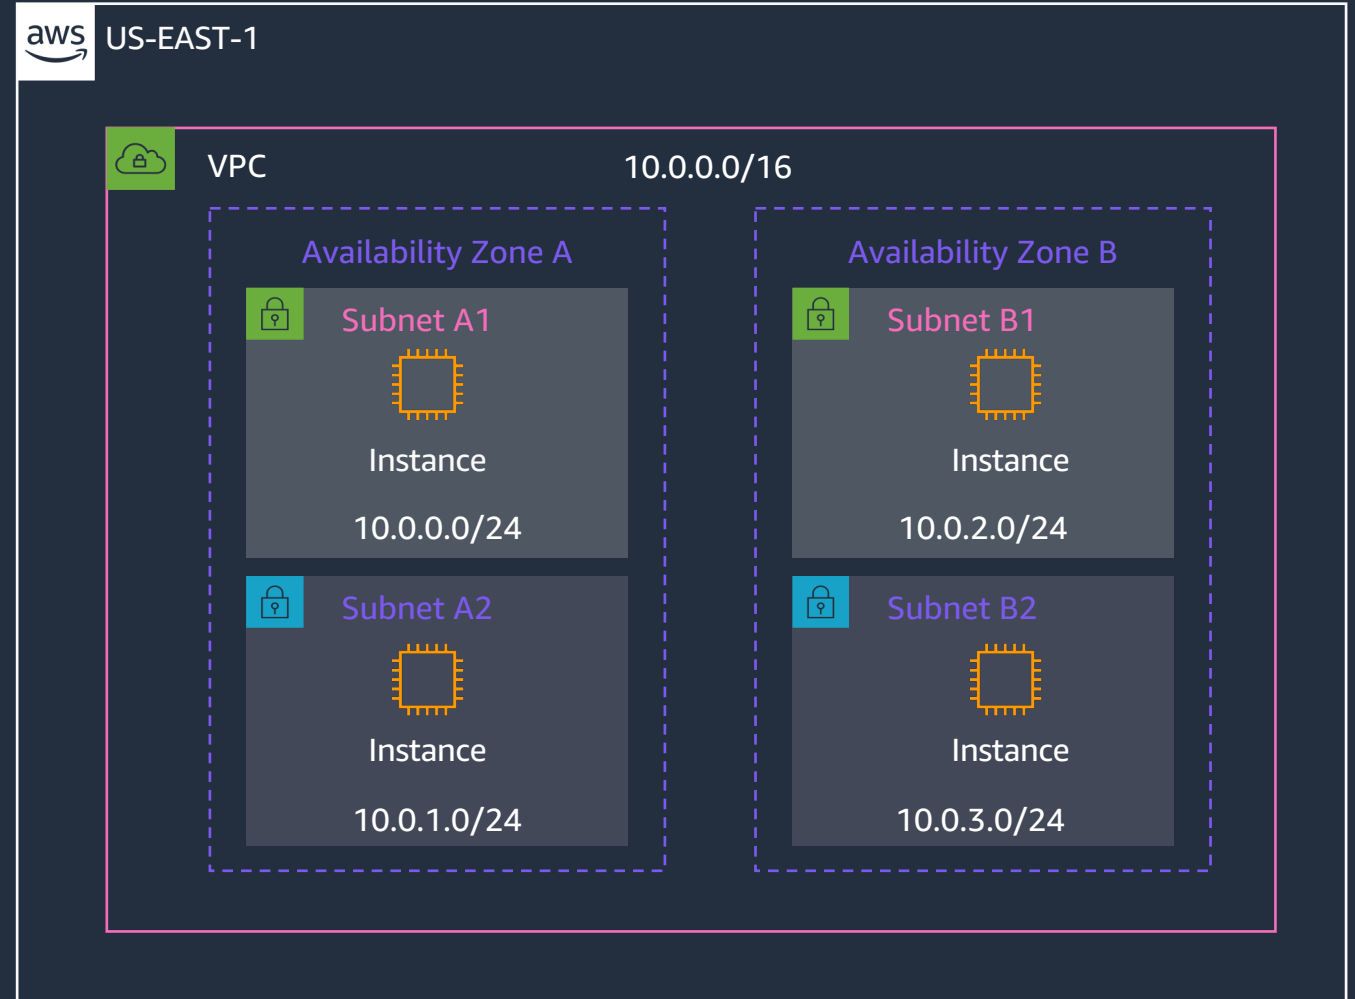 aws US-EAST-1
VPC 10.0.0.0/16
Availability Zone A
Subnet A1
Instance
10.0.0.0/24
Subnet A2
Instance
10.0.1.0/24
Availability Zone B
Subnet B1
Instance
10.0.2.0/24
Subnet B2
Instance
10.0.3.0/24